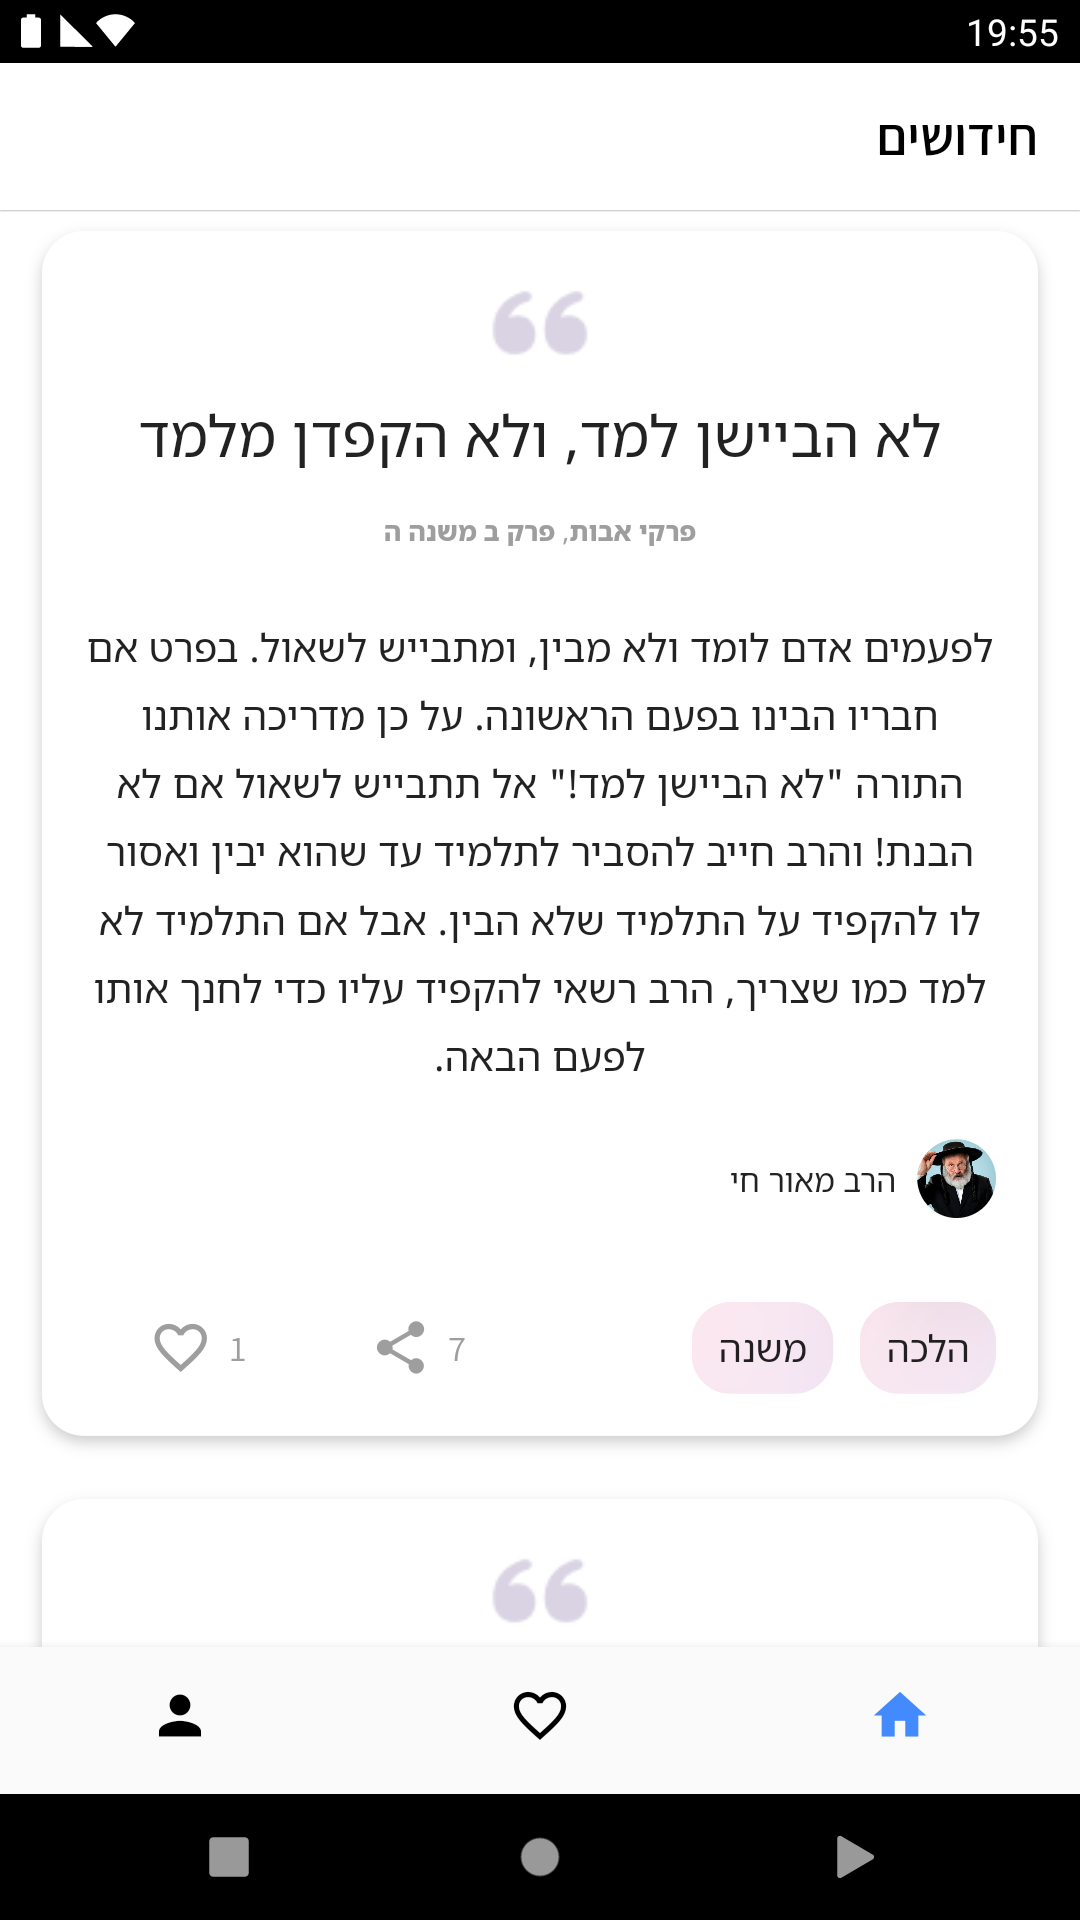 19:55
חידושים
לא הביישן למד, ולא הקפדן מלמד
פרקי אבות, פרק ב משנה ה
לפעמים אדם לומד ולא מבין, ומתבייש לשאול. בפרט אם
חבריו הבינו בפעם הראשונה. על כן מדריכה אותנו
התורה "לא הביישן למד!" אל תתבייש לשאול אם לא
הבנת! והרב חייב להסביר לתלמיד עד שהוא יבין ואסור
לו להקפיד על התלמיד שלא הבין. אבל אם התלמיד לא
למד כמו שצריך, הרב רשאי להקפיד עליו כדי לחנך אותו
לפעם הבאה.
הרב מאור חי
הלכה
משנה
7
1